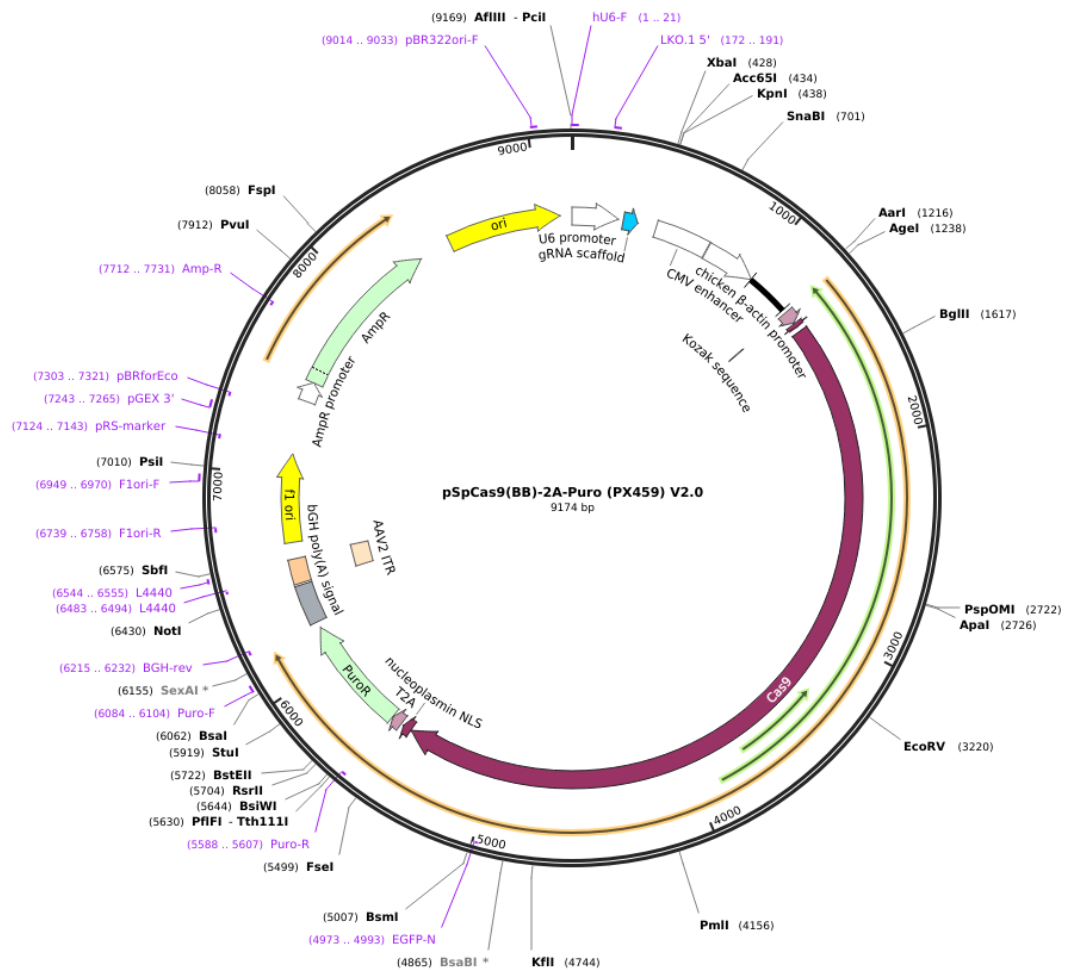 (9169) AflIII - PciI
hU6-F (1 .. 21)
(9014 .. 9033) pBR322ori-F
LKO.1 5' (172 .. 191)
XbaI (428)
Acc65I (434)
KpnI (438)
SnaBI (701)
9000
(8058) FspI
(7912) PvuI
1000
AarI (1216)
AgeI (1238)
ori
U6 promoter
gRNA scaffold
8000
(7712 .. 7731) Amp-R
CMV enhancer
chicken β-actin promoter
BglII (1617)
AmpR
Kozak sequence
(7303 .. 7321) pBRforEco
(7243 .. 7265) pGEX 3'
AmpR promoter
2000
(7124 .. 7143) pRS-marker
(7010) PsiI
7000
(6949 .. 6970) F1ori-F
pSpCas9(BB)-2A-Puro (PX459) V2.0
9174 bp
f1 ori
(6739 .. 6758) F1ori-R
bGH poly(A) signal
AAV2 ITR
(6575) SbfI
(6544 .. 6555) L4440
(6483 .. 6494) L4440
(6430) NotI
PspOMI (2722)
ApaI (2726)
3000
(6215 .. 6232) BGH-rev
(6155) SexAI *
(6084 .. 6104) Puro-F
PuroR
T2A
nucleoplasmin NLS
Cas9
6000
(6062) BsaI
(5919) StuI
EcoRV (3220)
(5722) BstEII
(5704) RsrII
(5644) BsiWI
(5630) PflFI - Tth111I
(5588 .. 5607) Puro-R
4000
5000
(5499) FseI
(5007) BsmI
PmlI (4156)
(4973 .. 4993) EGFP-N
(4865) BsaBI *
KflI (4744)